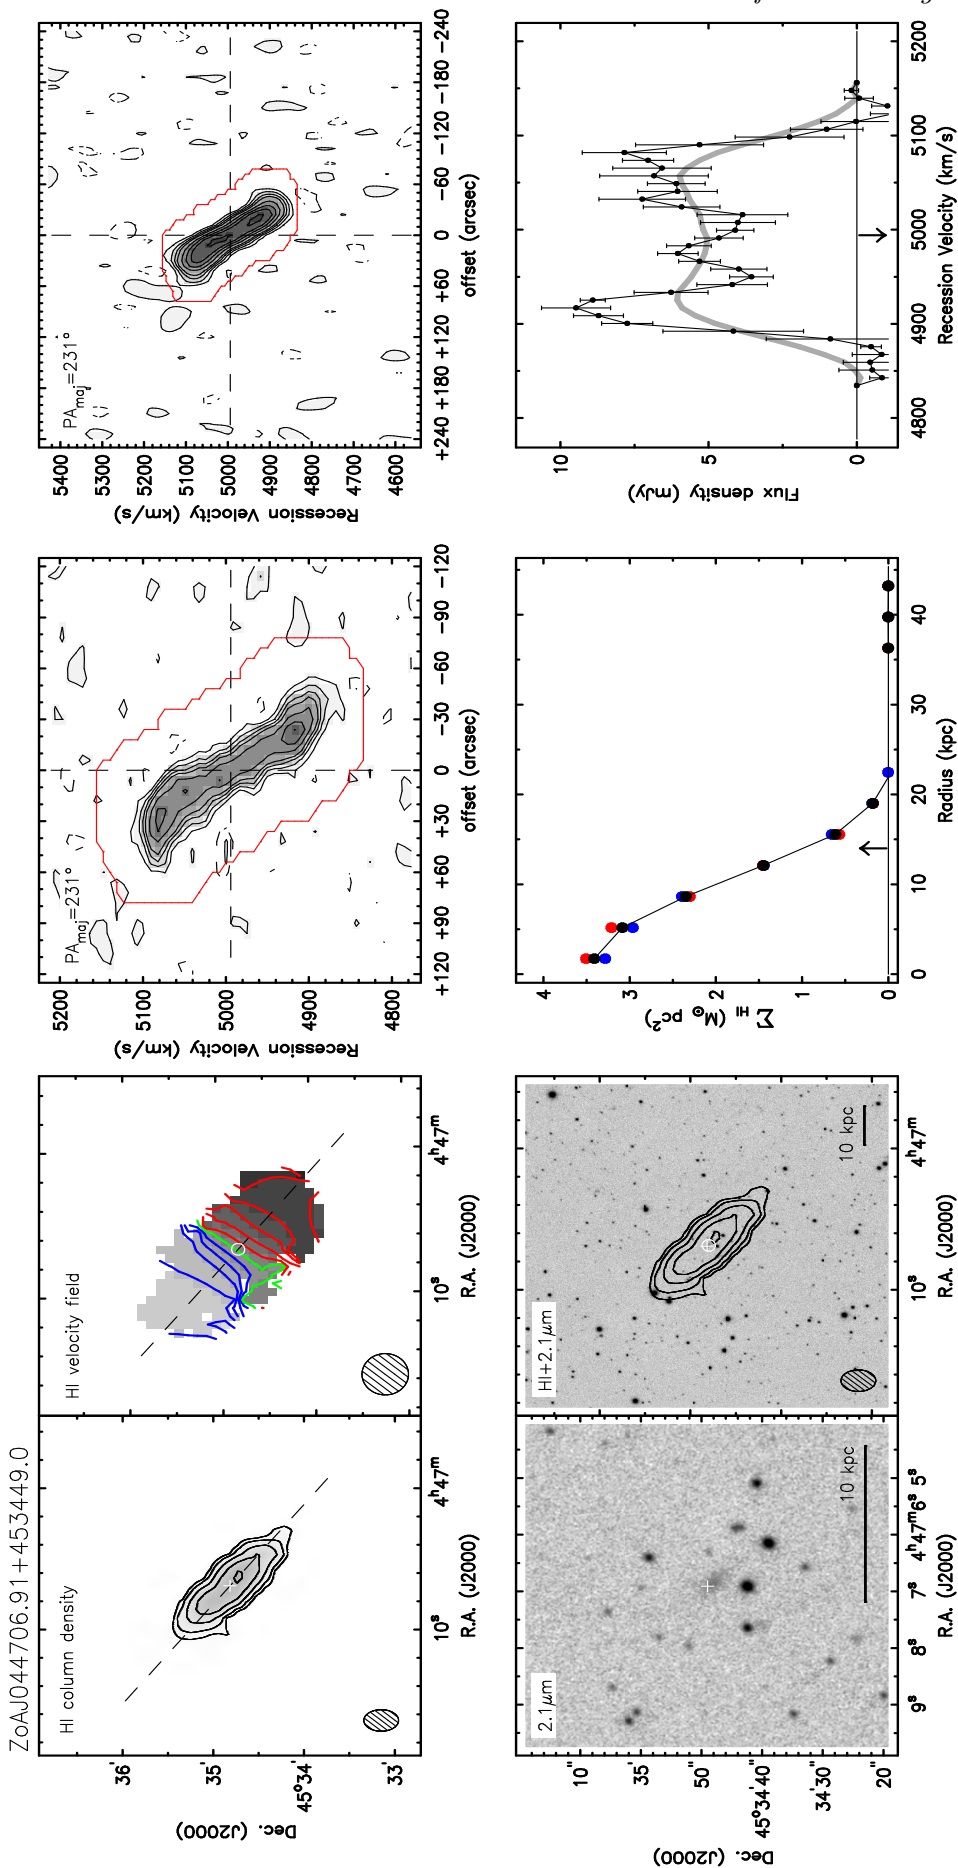 ZoAJ044706.91+453449.0
HI column density
36'
35'
45°34'
33'
Dec. (J2000)
10ˢ
4ʰ47ᵐ
R.A. (J2000)
HI velocity field
10ˢ
4ʰ47ᵐ
R.A. (J2000)
PA_maj=231°
5200
5100
5000
4900
4800
Recession Velocity (km/s)
+120 +90 +60 +30 0 −30 −60 −90 −120
offset (arcsec)
PA_maj=231°
5400
5300
5200
5100
5000
4900
4800
4700
4600
Recession Velocity (km/s)
+240 +180 +120 +60 0 −60 −120 −180 −240
offset (arcsec)
2.1μm
10"
35'
50"
45°34'40"
34'30"
20"
Dec. (J2000)
10 kpc
9ˢ 8ˢ 7ˢ 4ʰ47ᵐ6ˢ 5ˢ
R.A. (J2000)
HI+2.1μm
10 kpc
10ˢ
4ʰ47ᵐ
R.A. (J2000)
4
3
2
1
0
Σ HI (M⊙ pc²)
0 10 20 30 40
Radius (kpc)
10
5
0
Flux density (mJy)
4800 4900 5000 5100 5200
Recession Velocity (km/s)